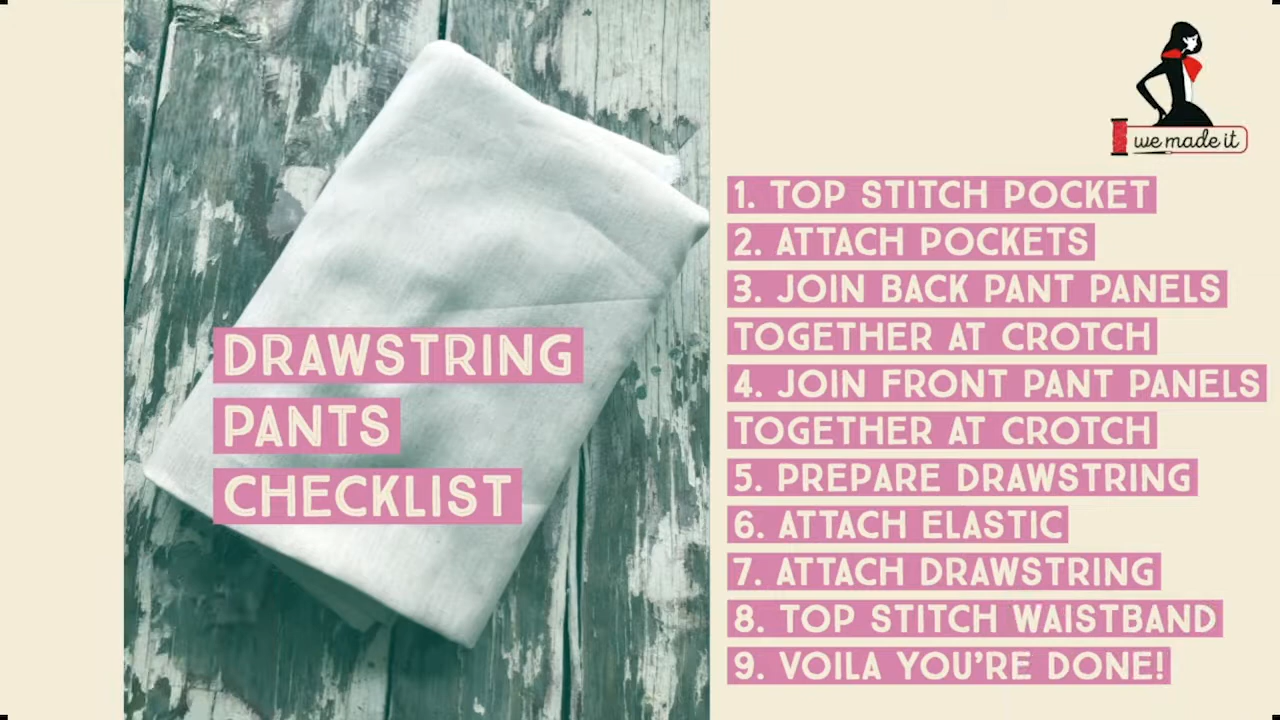 we made it
DRAWSTRING
PANTS
CHECKLIST
1. TOP STITCH POCKET
2. ATTACH POCKETS
3. JOIN BACK PANT PANELS
TOGETHER AT CROTCH
4. JOIN FRONT PANT PANELS
TOGETHER AT CROTCH
5. PREPARE DRAWSTRING
6. ATTACH ELASTIC
7. ATTACH DRAWSTRING
8. TOP STITCH WAISTBAND
9. VOILA YOU'RE DONE!